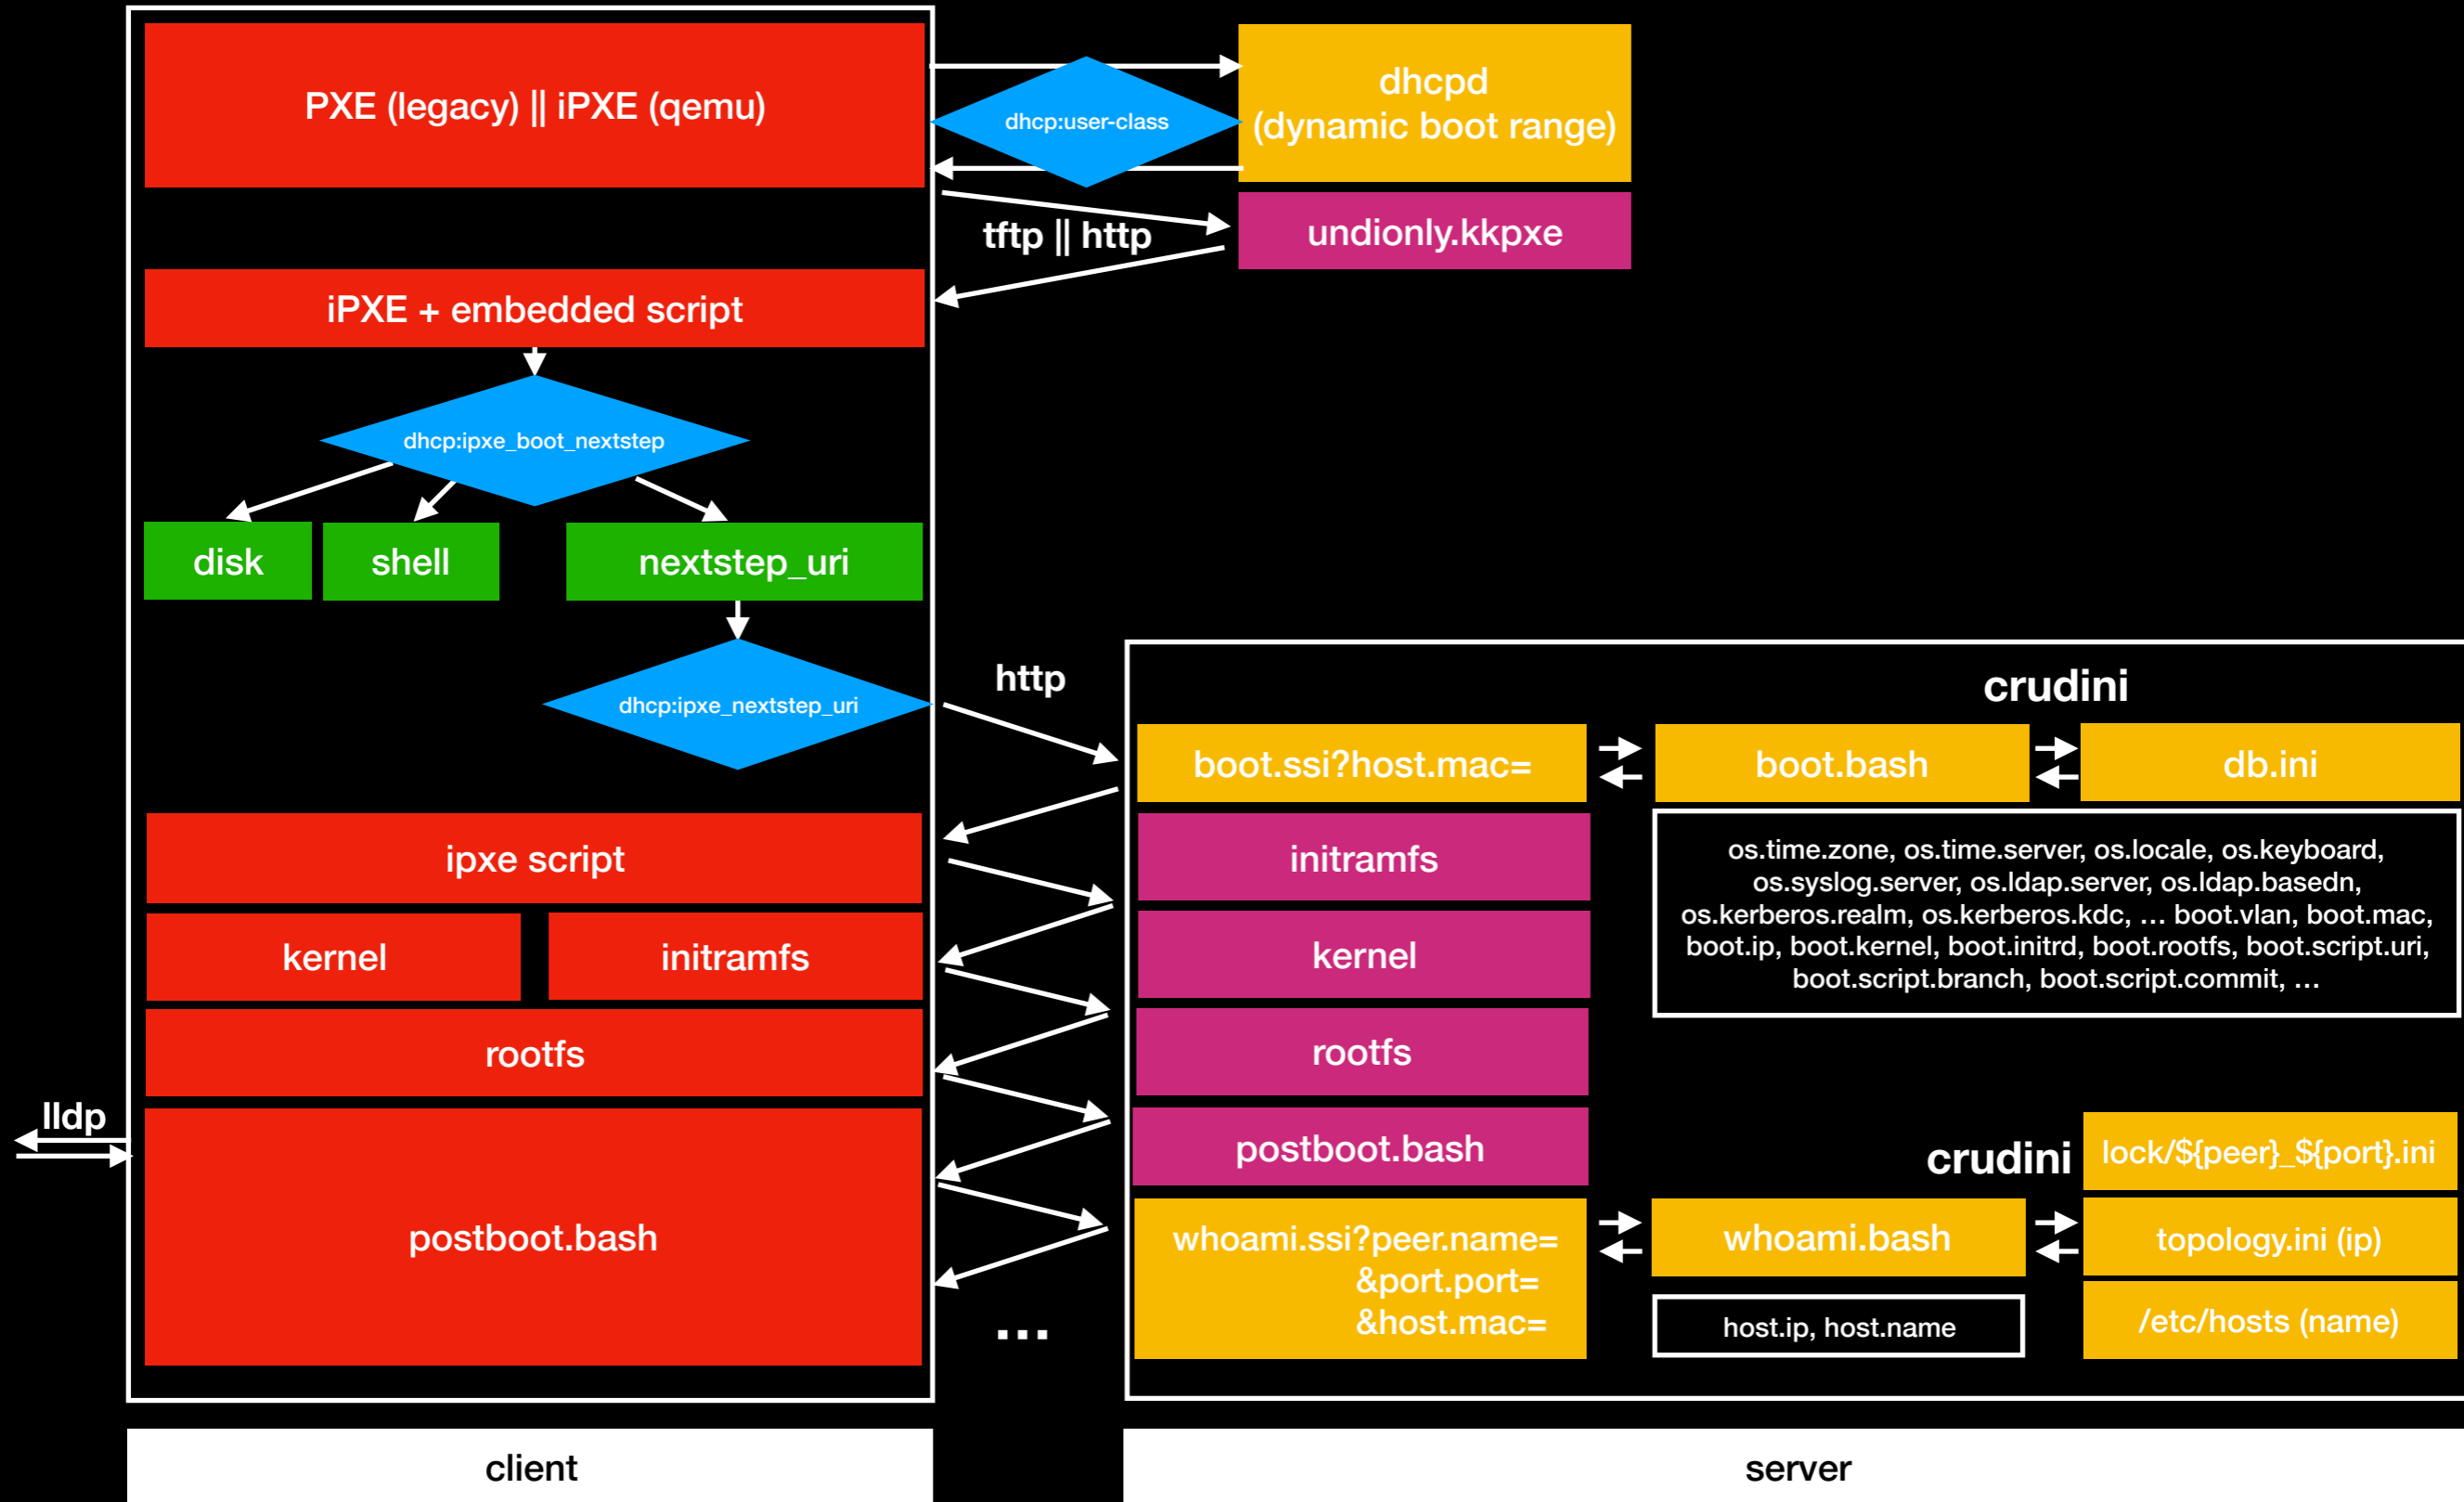 PXE (legacy) || iPXE (qemu)
dhcp:user-class
dhcpd
(dynamic boot range)
tftp || http
undionly.kkpxe
iPXE + embedded script
dhcp:ipxe_boot_nextstep
disk
shell
nextstep_uri
dhcp:ipxe_nextstep_uri
http
crudini
boot.ssi?host.mac=
boot.bash
db.ini
ipxe script
initramfs
os.time.zone, os.time.server, os.locale, os.keyboard,
os.syslog.server, os.ldap.server, os.ldap.basedn,
os.kerberos.realm, os.kerberos.kdc, … boot.vlan, boot.mac,
boot.ip, boot.kernel, boot.initrd, boot.rootfs, boot.script.uri,
boot.script.branch, boot.script.commit, …
kernel
initramfs
kernel
rootfs
rootfs
lldp
postboot.bash
postboot.bash
crudini
lock/${peer}_${port}.ini
whoami.ssi?peer.name=
&port.port=
&host.mac=
whoami.bash
topology.ini (ip)
host.ip, host.name
/etc/hosts (name)
…
client
server